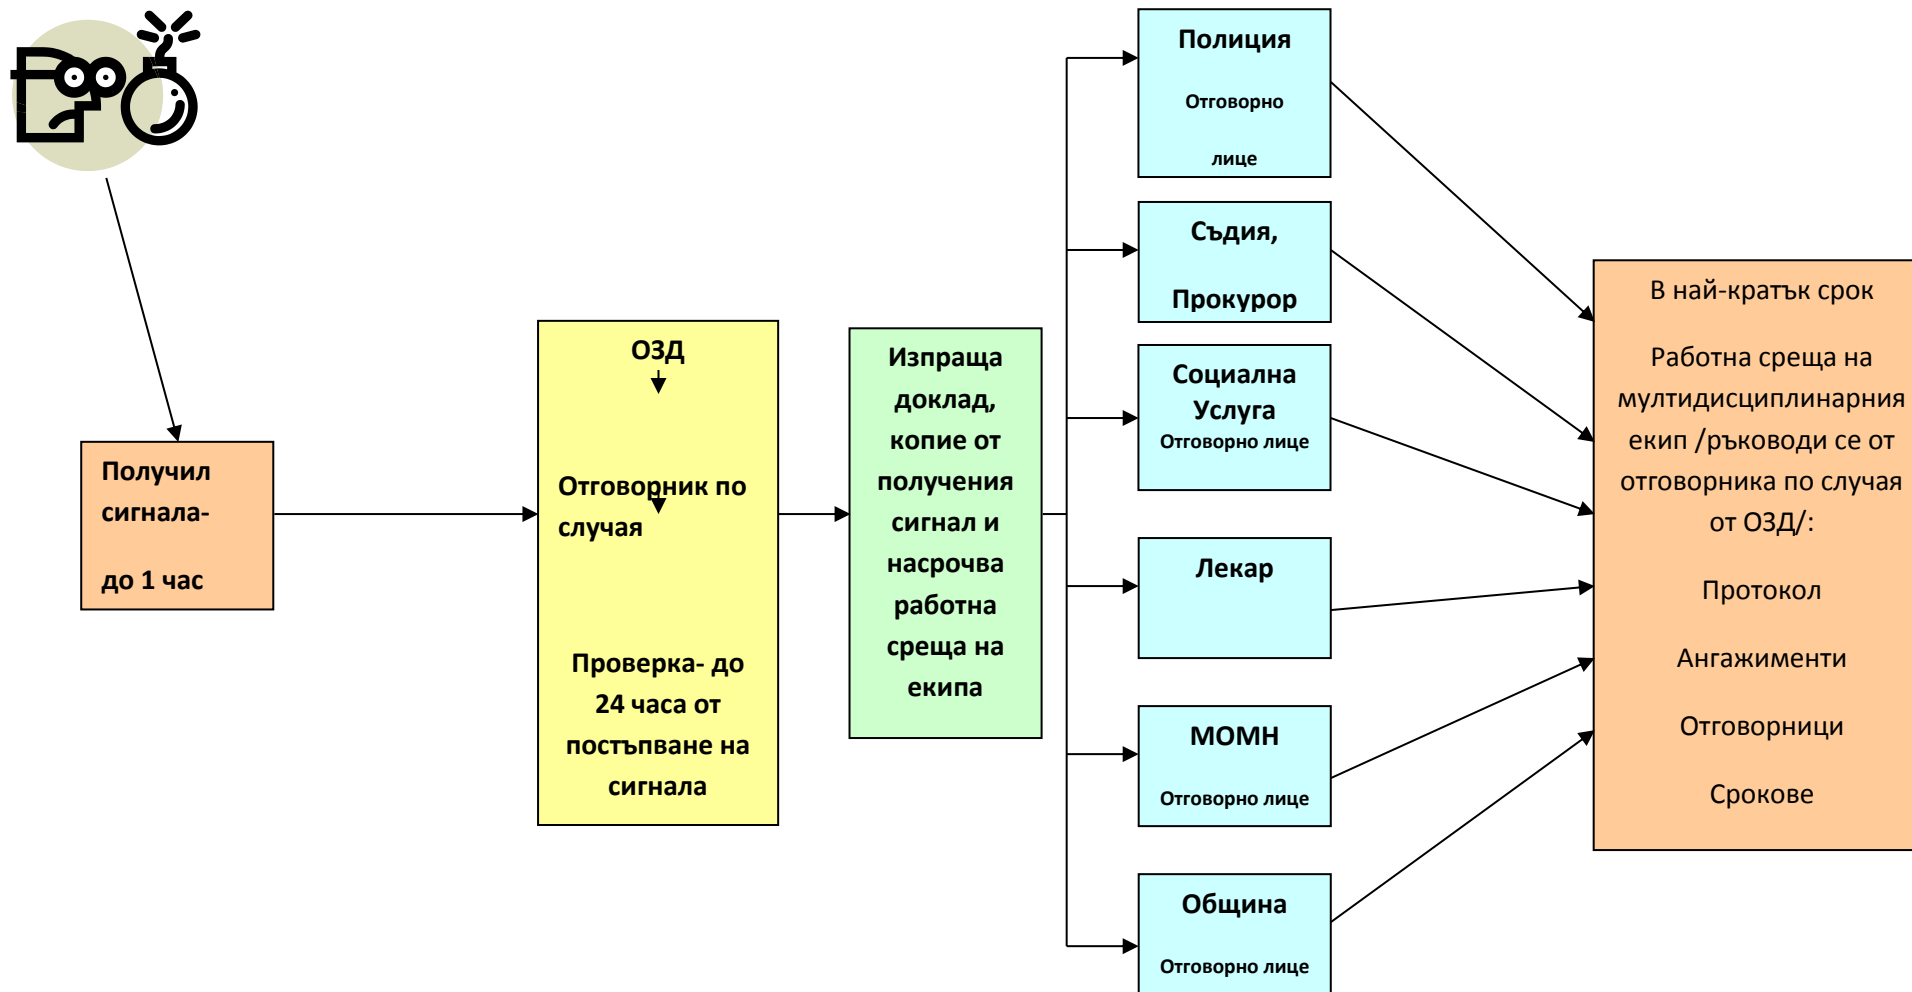 Получил
сигнала-
до 1 час
ОЗД
Отговорник по
случая
Проверка- до
24 часа от
постъпване на
сигнала
Изпраща
доклад,
копие от
получения
сигнал и
насрочва
работна
среща на
екипа
Полиция
Отговорно
лице
Съдия,
Прокурор
Социална
Услуга
Отговорно лице
Лекар
МОМН
Отговорно лице
Община
Отговорно лице
В най-кратък срок
Работна среща на
мултидисциплинарния
екип /ръководи се от
отговорника по случая
от ОЗД/:
Протокол
Ангажименти
Отговорници
Срокове